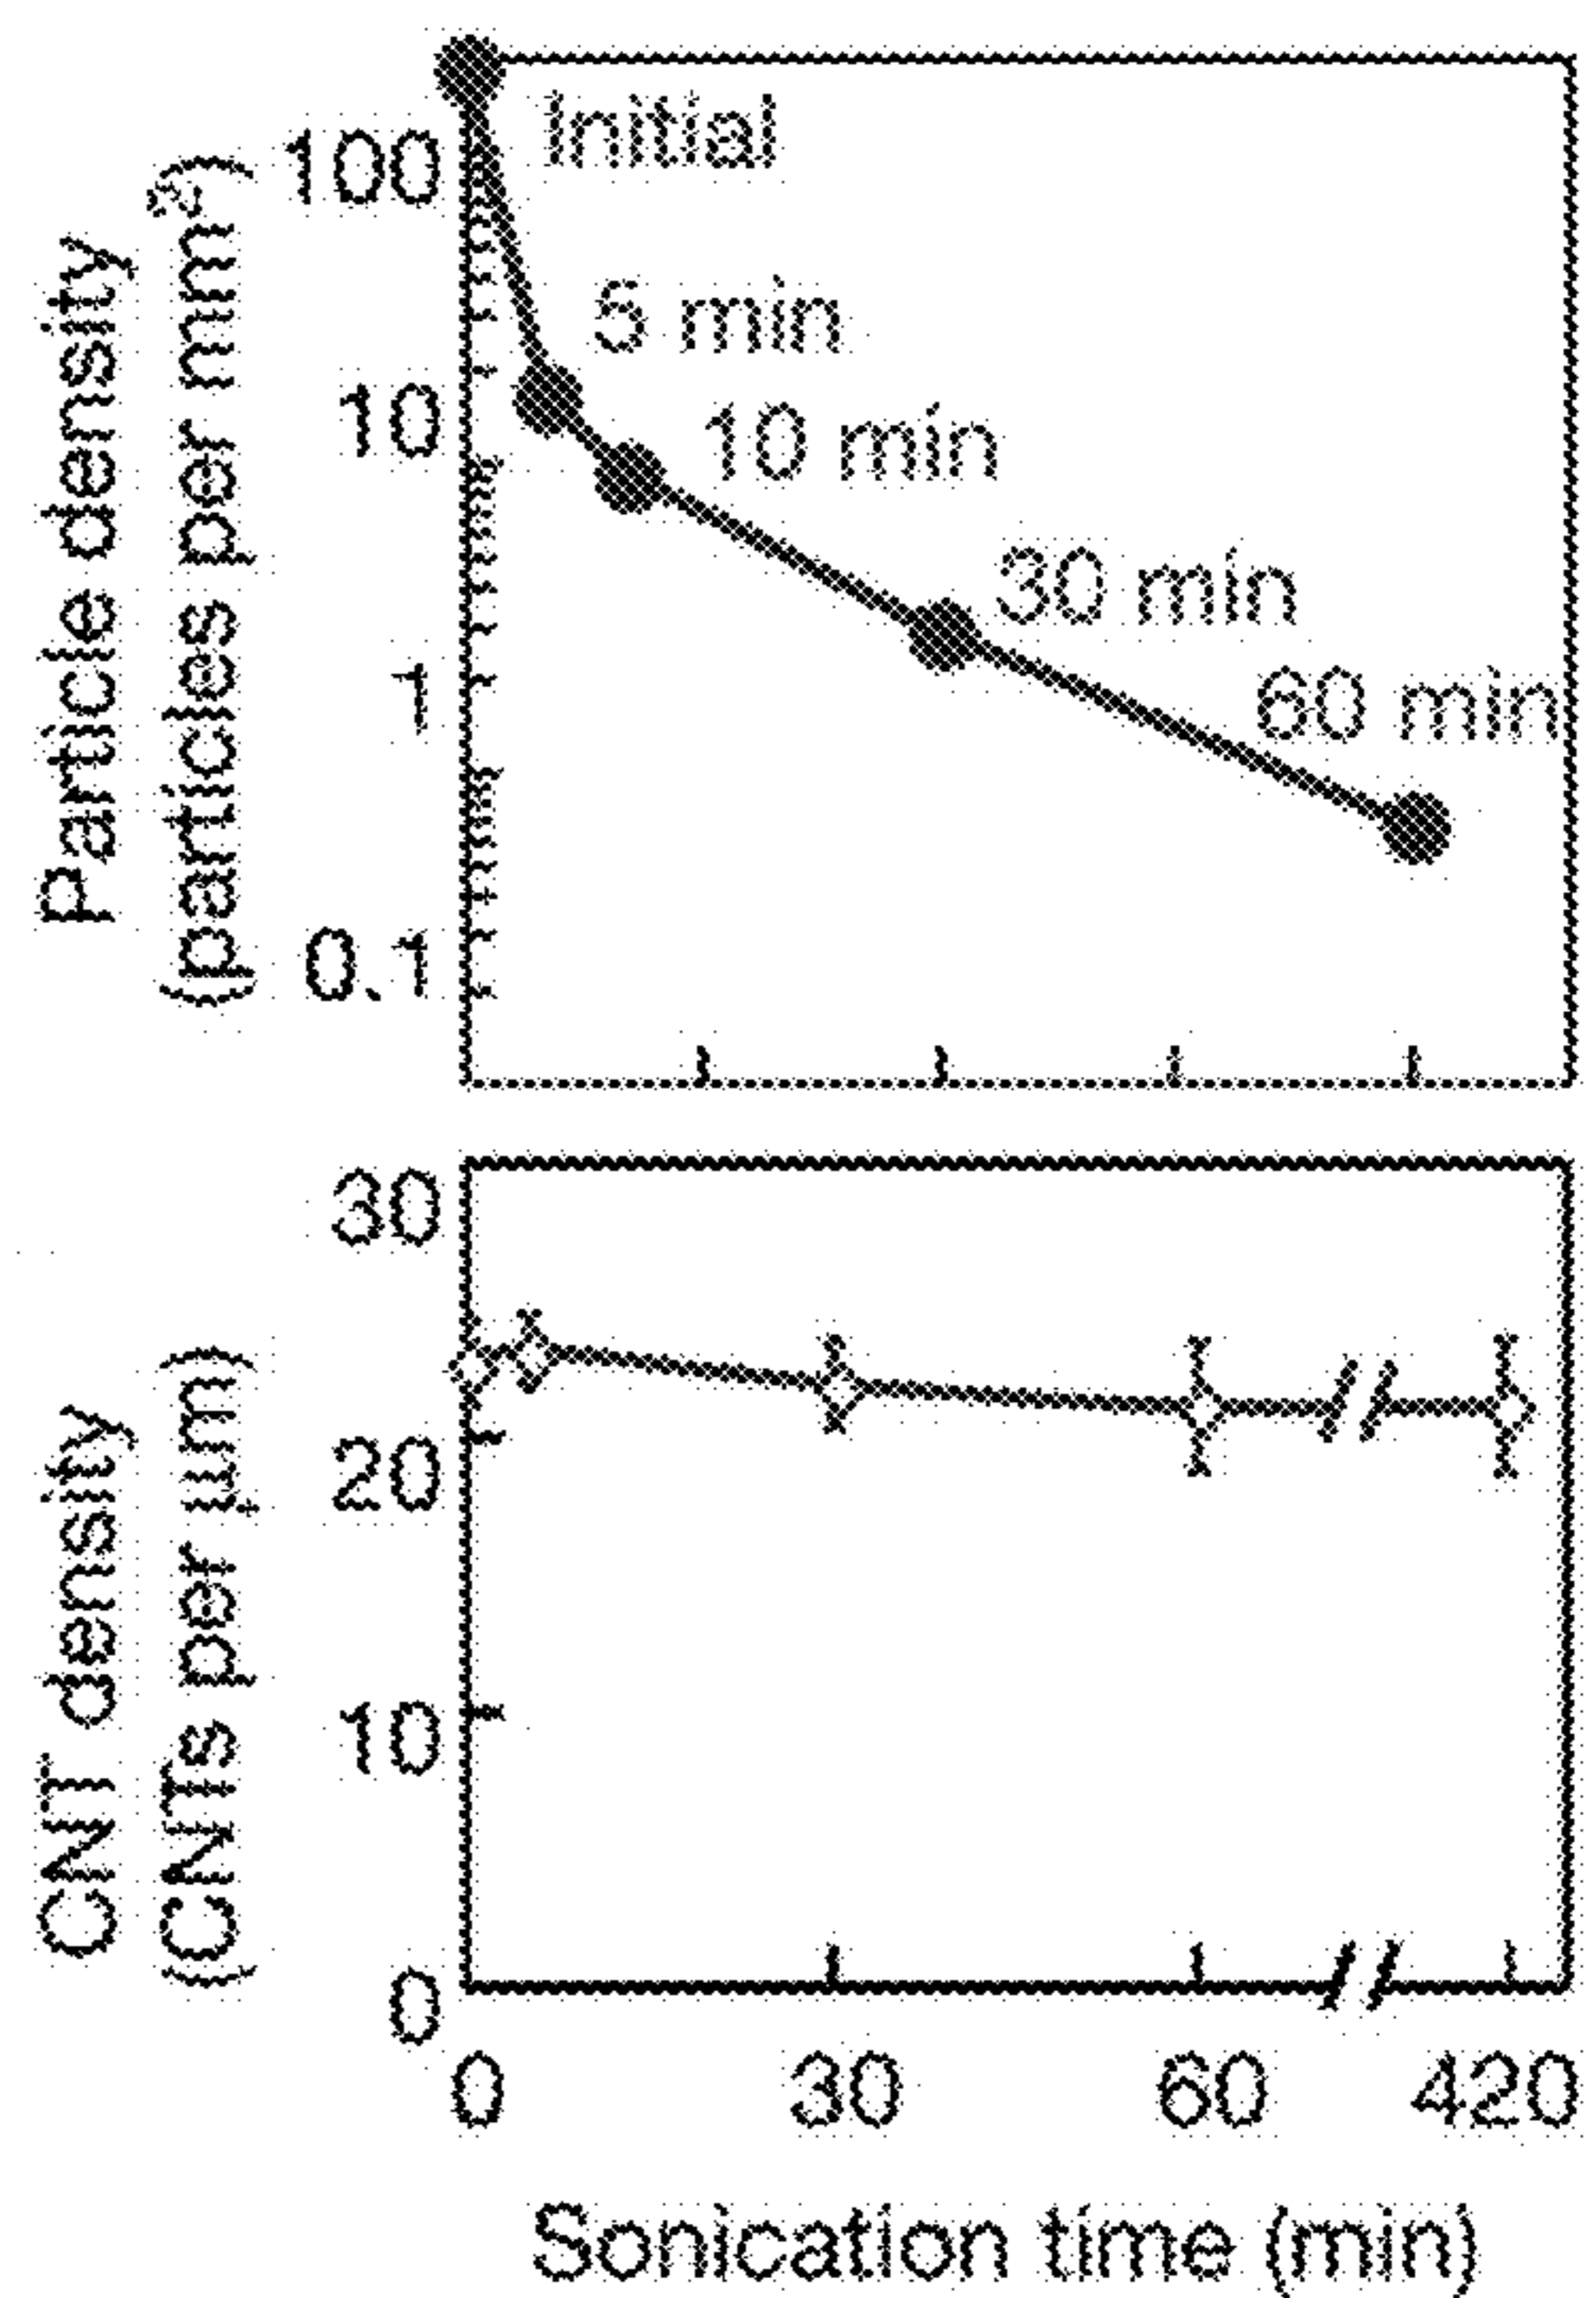 Particle density
(particles per mm²)
100
10
1
0.1
Initial
5 min
10 min
30 min
60 min
CNT density
(CNTs per µm)
30
20
10
0
0 30 60 420
Sonication time (min)